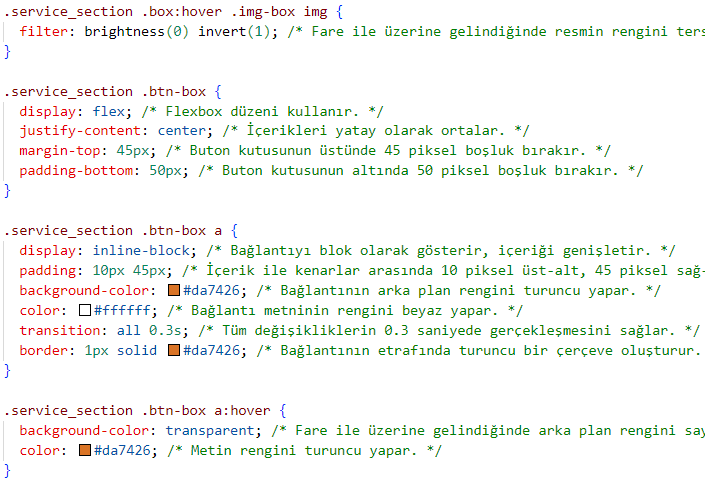 .service_section .box:hover .img-box img {
filter: brightness(0) invert(1); /* Fare ile üzerine gelindiğinde resmin rengini ters
}
.service_section .btn-box {
display: flex; /* Flexbox düzeni kullanır. */
justify-content: center; /* İçerikleri yatay olarak ortalar. */
margin-top: 45px; /* Buton kutusunun üstünde 45 piksel boşluk bırakır. */
padding-bottom: 50px; /* Buton kutusunun altında 50 piksel boşluk bırakır. */
}
.service_section .btn-box a {
display: inline-block; /* Bağlantıyı blok olarak gösterir, içeriği genişletir. */
padding: 10px 45px; /* İçerik ile kenarlar arasında 10 piksel üst-alt, 45 piksel sağ-
background-color: #da7426; /* Bağlantının arka plan rengini turuncu yapar. */
color: #ffffff; /* Bağlantı metninin rengini beyaz yapar. */
transition: all 0.3s; /* Tüm değişikliklerin 0.3 saniyede gerçekleşmesini sağlar. */
border: 1px solid #da7426; /* Bağlantının etrafında turuncu bir çerçeve oluşturur.
}
.service_section .btn-box a:hover {
background-color: transparent; /* Fare ile üzerine gelindiğinde arka plan rengini say
color: #da7426; /* Metin rengini turuncu yapar. */
}